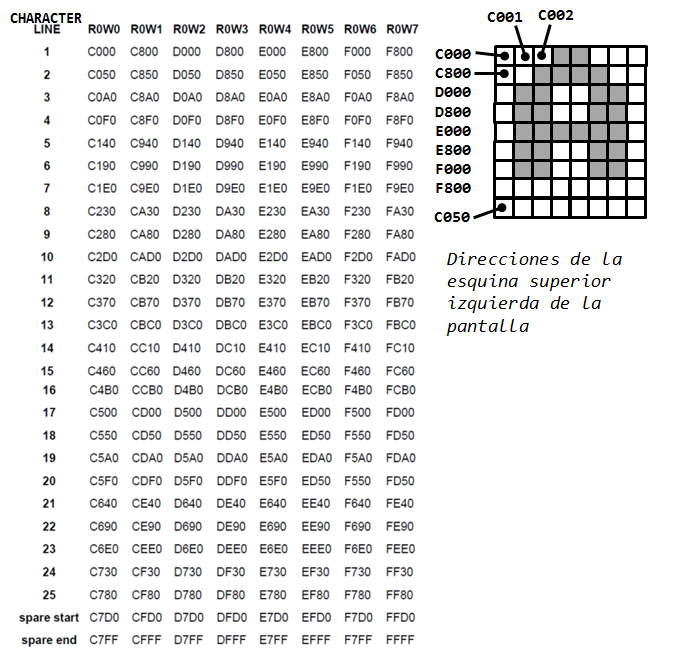 CHARACTER
LINE ROW0 ROW1 ROW2 ROW3 ROW4 ROW5 ROW6 ROW7
1 C000 C800 D000 D800 E000 E800 F000 F800
2 C050 C850 D050 D850 E050 E850 F050 F850
3 C0A0 C8A0 D0A0 D8A0 E0A0 E8A0 F0A0 F8A0
4 C0F0 C8F0 D0F0 D8F0 E0F0 E8F0 F0F0 F8F0
5 C140 C940 D140 D940 E140 E940 F140 F940
6 C190 C990 D190 D990 E190 E990 F190 F990
7 C1E0 C9E0 D1E0 D9E0 E1E0 E9E0 F1E0 F9E0
8 C230 CA30 D230 DA30 E230 EA30 F230 FA30
9 C280 CA80 D280 DA80 E280 EA80 F280 FA80
10 C2D0 CAD0 D2D0 DAD0 E2D0 EAD0 F2D0 FAD0
11 C320 CB20 D320 DB20 E320 EB20 F320 FB20
12 C370 CB70 D370 DB70 E370 EB70 F370 FB70
13 C3C0 CBC0 D3C0 DBC0 E3C0 EBC0 F3C0 FBC0
14 C410 CC10 D410 DC10 E410 EC10 F410 FC10
15 C460 CC60 D460 DC60 E460 EC60 F460 FC60
16 C4B0 CCB0 D4B0 DCB0 E4B0 ECB0 F4B0 FCB0
17 C500 CD00 D500 DD00 E500 ED00 F500 FD00
18 C550 CD50 D550 DD50 E550 ED50 F550 FD50
19 C5A0 CDA0 D5A0 DDA0 E5A0 EDA0 F5A0 FDA0
20 C5F0 CDF0 D5F0 DDF0 E5F0 ED50 F550 FD50
21 C640 CE40 D640 DE40 E640 EE40 F640 FE40
22 C690 CE90 D690 DE90 E690 EE90 F690 FE90
23 C6E0 CEE0 D6E0 DEE0 E6E0 EEE0 F6E0 FEE0
24 C730 CF30 D730 DF30 E730 EF30 F730 FF30
25 C780 CF80 D780 DF80 E780 EF80 F780 FF80
spare start C7D0 CFD0 D7D0 DFD0 E7D0 EFD0 F7D0 FFD0
spare end C7FF CFFF D7FF DFFF E7FF EFFF F7FF FFFF
C001 C002
C000
C800
D000
D800
E000
E800
F000
F800
C050
Direcciones de la
esquina superior
izquierda de la
pantalla